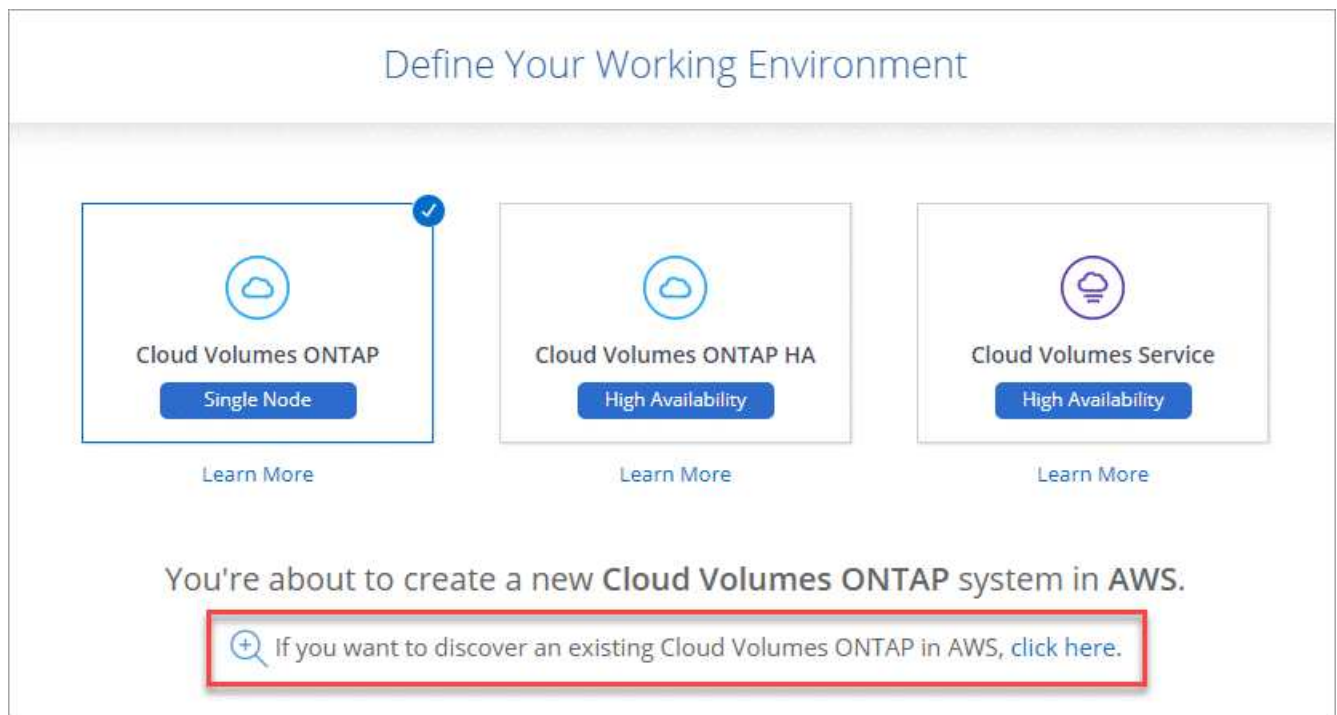 Define Your Working Environment
Cloud Volumes ONTAP
Single Node
Learn More
Cloud Volumes ONTAP HA
High Availability
Learn More
Cloud Volumes Service
High Availability
Learn More
You're about to create a new Cloud Volumes ONTAP system in AWS.
If you want to discover an existing Cloud Volumes ONTAP in AWS, click here.